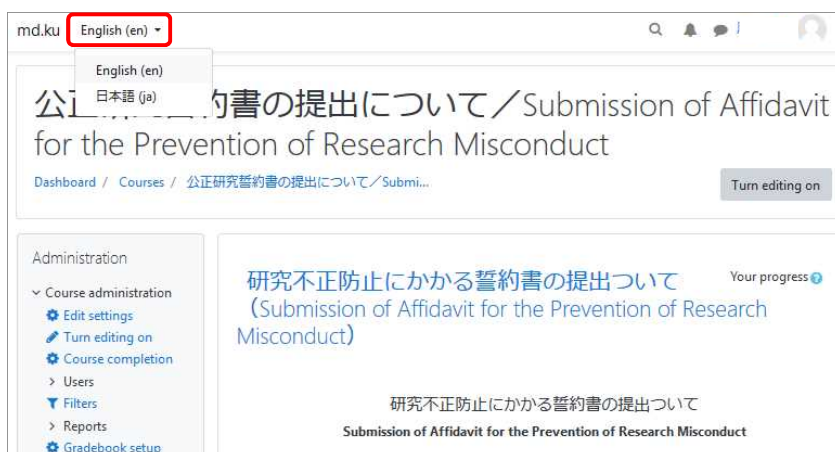 md.ku English (en)
English (en)
日本語 (ja)
の書の提出について／Submission of Affidavit
for the Prevention of Research Misconduct
Dashboard / Courses / 公正研究誓約書の提出について／Submi...
Turn editing on
Administration
Course administration
Edit settings
Turn editing on
Course completion
Users
Filters
Reports
Gradebook setup
研究不正防止にかかる誓約書の提出ついて
(Submission of Affidavit for the Prevention of Research
Misconduct)
Your progress
研究不正防止にかかる誓約書の提出ついて
Submission of Affidavit for the Prevention of Research Misconduct